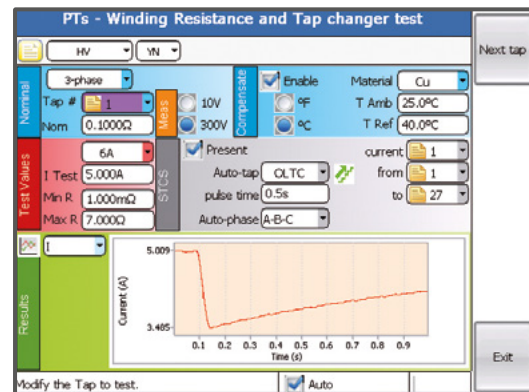 PTs - Winding Resistance and Tap changer test
HV YN
Next tap
Nominal
3-phase
Tap # 1
Nom 0.1000Ω
Meas
10V
300V
Compensate
Enable Material Cu
ºF T Amb 25.0ºC
ºC T Ref 40.0ºC
Test Values
6A
I Test 5.000A
Min R 1.000mΩ
Max R 7.000Ω
STCS
Present current 1
Auto-tap OLTC from 1
pulse time 0.5s to 27
Auto-phase A-B-C
Results
I
5.009
Current (A)
3.485
0.1 0.2 0.3 0.4 0.5 0.6 0.7 0.8 0.9
Time (s)
Exit
Modify the Tap to test. Auto